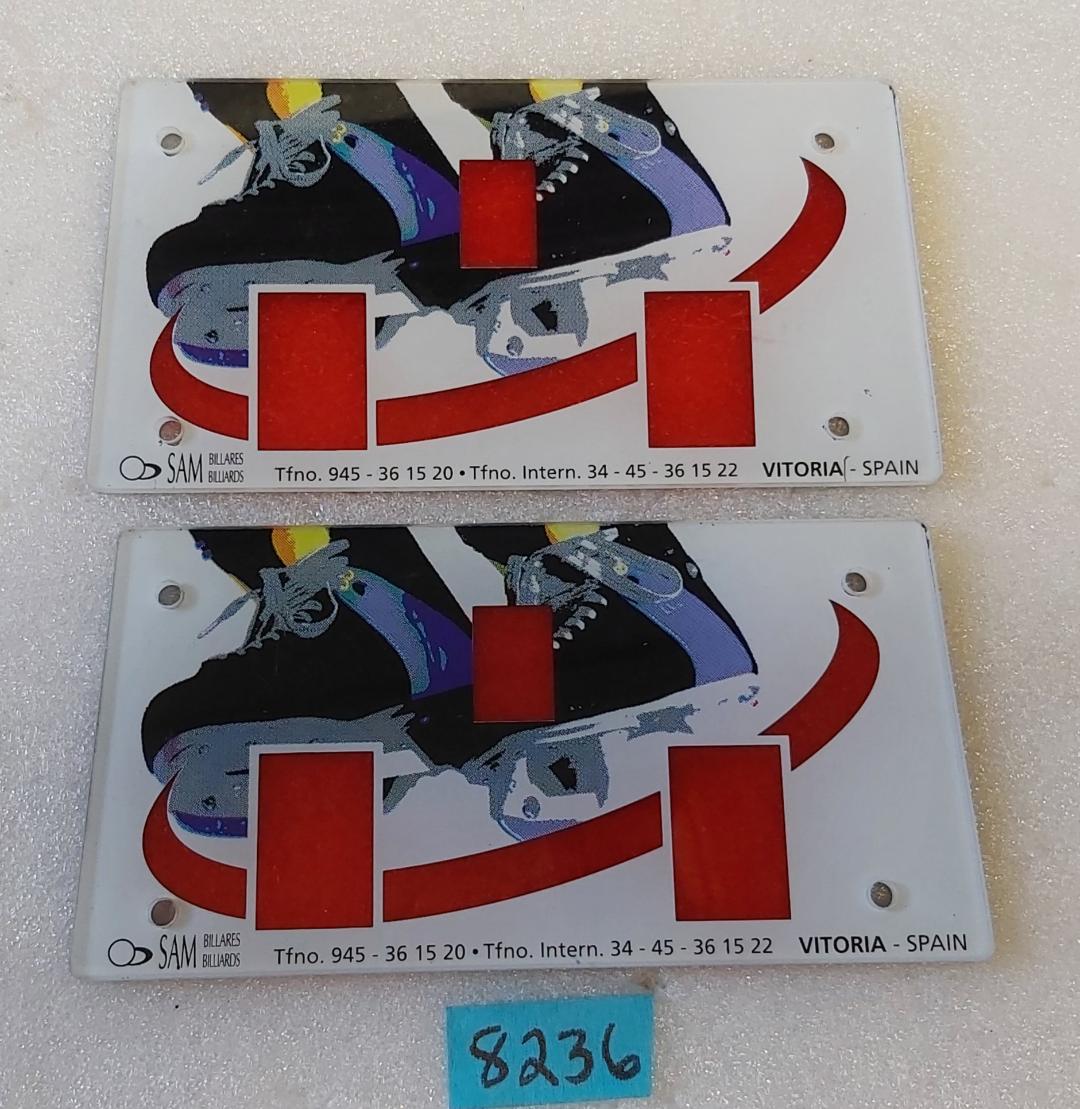 SAM BILLARES BILLIARDS Tfno. 945 - 36 15 20 • Tfno. Intern. 34 - 45 - 36 15 22 VITORIA - SPAIN
SAM BILLARES BILLIARDS Tfno. 945 - 36 15 20 • Tfno. Intern. 34 - 45 - 36 15 22 VITORIA - SPAIN
8236